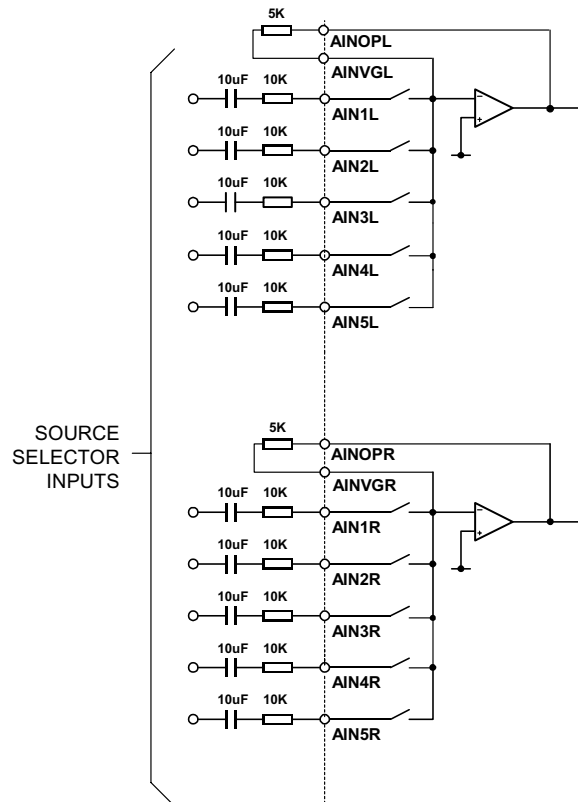 5K
AINOPL
AINVGL
10uF 10K
AIN1L
10uF 10K
AIN2L
10uF 10K
AIN3L
10uF 10K
AIN4L
10uF 10K
AIN5L
SOURCE
SELECTOR
INPUTS
5K
AINOPR
AINVGR
10uF 10K
AIN1R
10uF 10K
AIN2R
10uF 10K
AIN3R
10uF 10K
AIN4R
10uF 10K
AIN5R